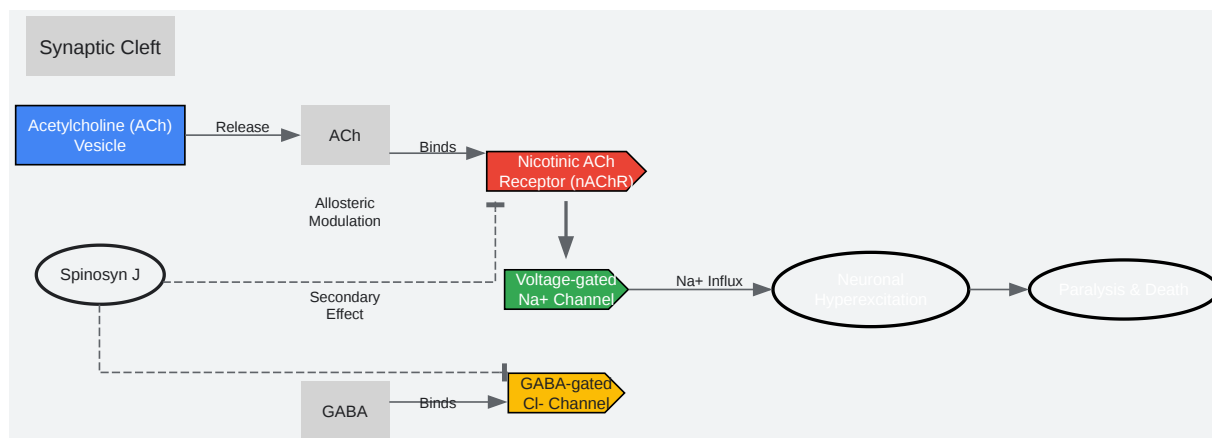 Synaptic Cleft
Acetylcholine (ACh)
Vesicle
Release
ACh
Binds
Nicotinic ACh
Receptor (nAChR)
Allosteric
Modulation
Spinosyn J
Secondary
Effect
Voltage-gated
Na+ Channel
Na+ Influx
Neuronal
Hyperexcitation
Paralysis & Death
GABA
Binds
GABA-gated
Cl- Channel